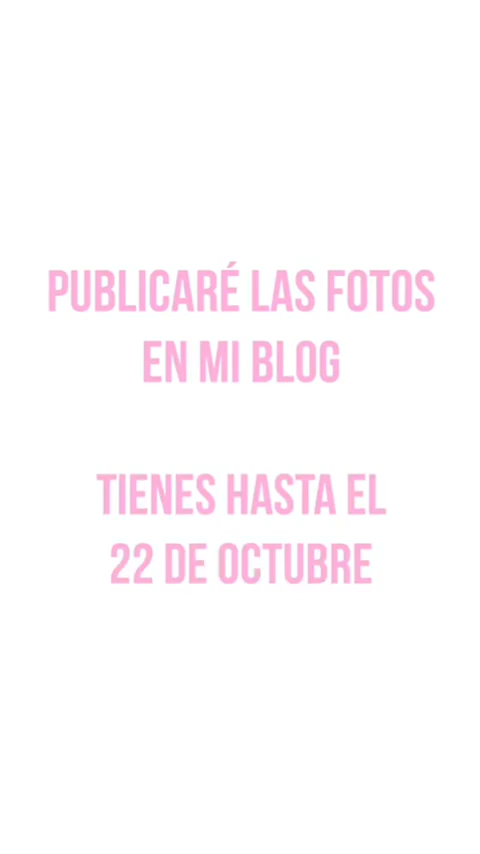 PUBLICARÉ LAS FOTOS
EN MI BLOG
TIENES HASTA EL
22 DE OCTUBRE